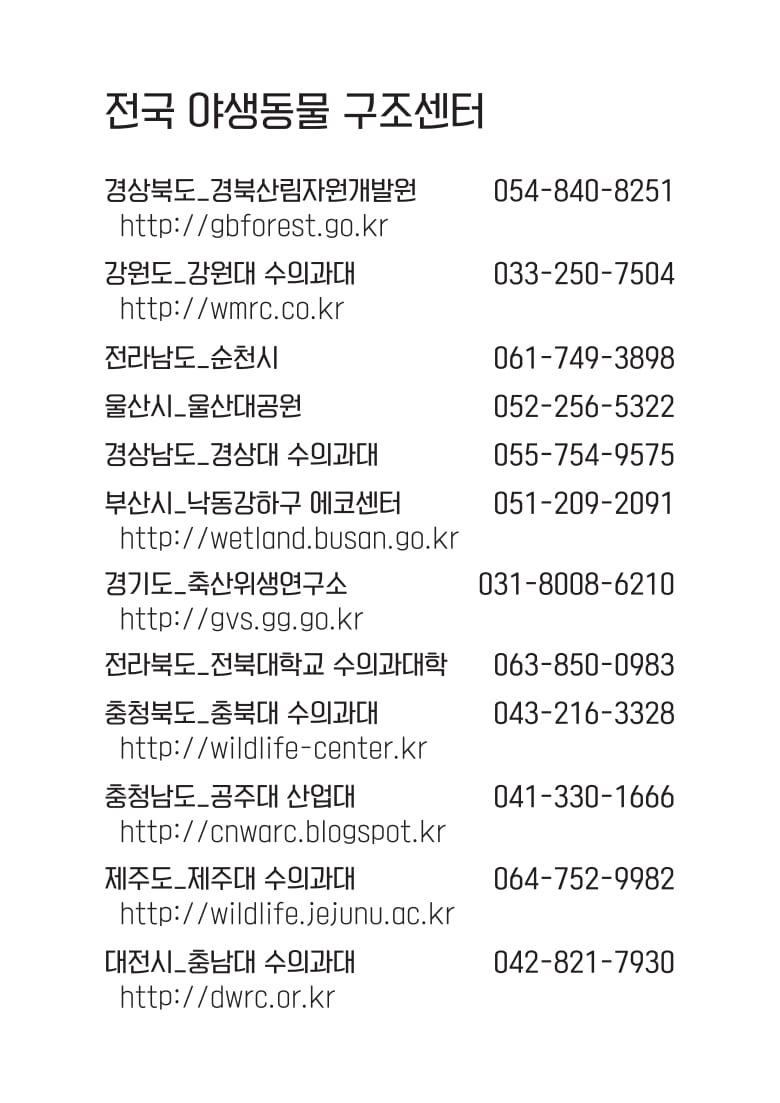 전국 야생동물 구조센터
경상북도_경북산림자원개발원 054-840-8251
http://gbforest.go.kr
강원도_강원대 수의과대 033-250-7504
http://wmrc.co.kr
전라남도_순천시 061-749-3898
울산시_울산대공원 052-256-5322
경상남도_경상대 수의과대 055-754-9575
부산시_낙동강하구 에코센터 051-209-2091
http://wetland.busan.go.kr
경기도_축산위생연구소 031-8008-6210
http://gvs.gg.go.kr
전라북도_전북대학교 수의과대학 063-850-0983
충청북도_충북대 수의과대 043-216-3328
http://wildlife-center.kr
충청남도_공주대 산업대 041-330-1666
http://cnwarc.blogspot.kr
제주도_제주대 수의과대 064-752-9982
http://wildlife.jejunu.ac.kr
대전시_충남대 수의과대 042-821-7930
http://dwrc.or.kr